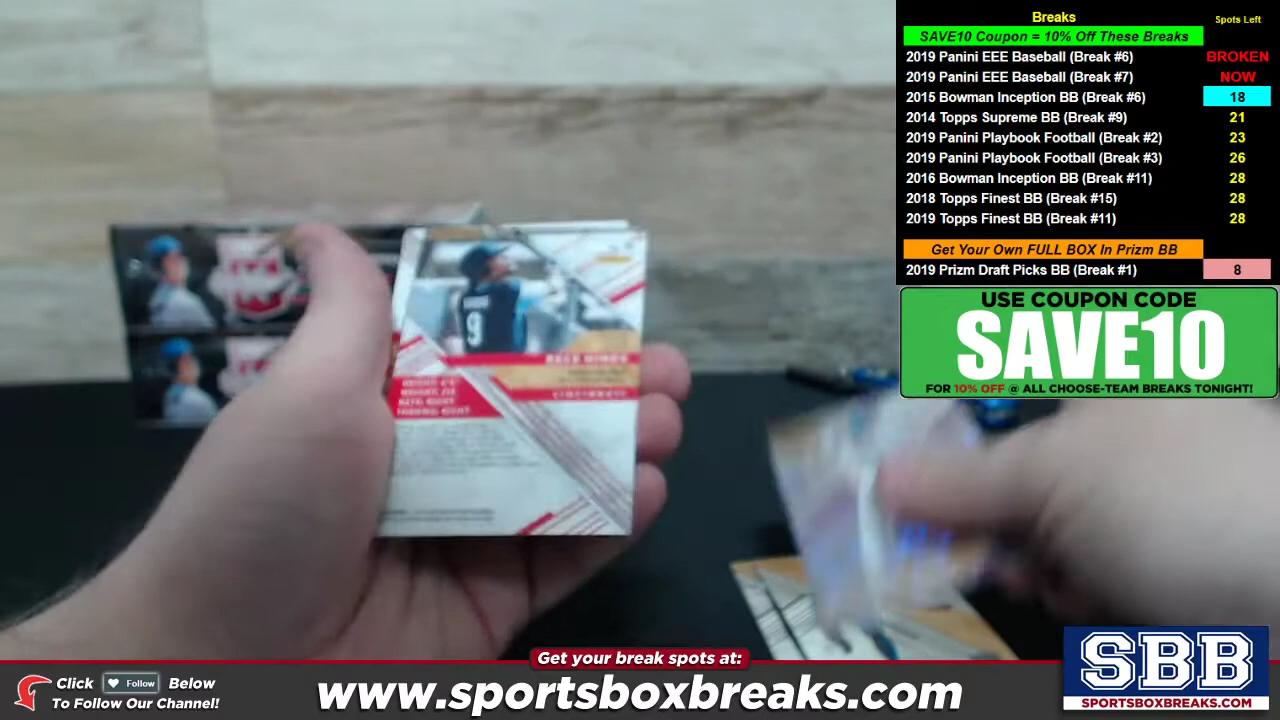 Breaks
Spots Left
SAVE10 Coupon = 10% Off These Breaks
2019 Panini EEE Baseball (Break #6) BROKEN
2019 Panini EEE Baseball (Break #7) NOW
2015 Bowman Inception BB (Break #6) 18
2014 Topps Supreme BB (Break #9) 21
2019 Panini Playbook Football (Break #2) 23
2019 Panini Playbook Football (Break #3) 26
2016 Bowman Inception BB (Break #11) 28
2018 Topps Finest BB (Break #15) 28
2019 Topps Finest BB (Break #11) 28
Get Your Own FULL BOX In Prizm BB
2019 Prizm Draft Picks BB (Break #1) 8
USE COUPON CODE
SAVE10
FOR 10% OFF @ ALL CHOOSE-TEAM BREAKS TONIGHT!
9
Get your break spots at:
Click Follow Below
To Follow Our Channel!
www.sportsboxbreaks.com
SBB
SPORTSBOXBREAKS.COM